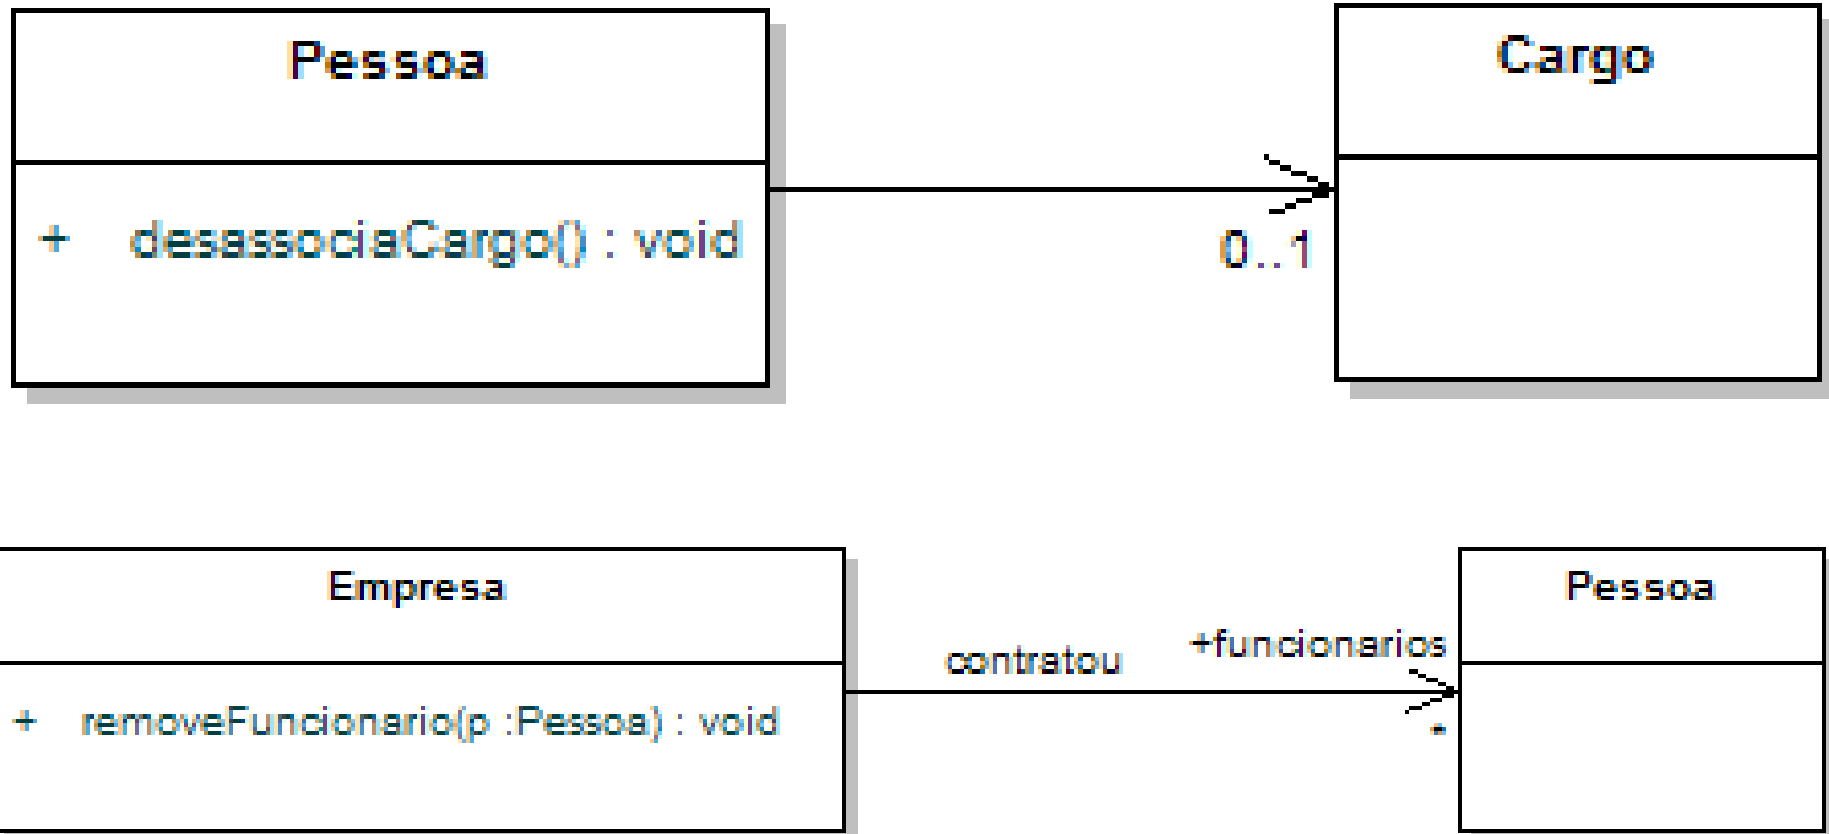 Pessoa
Cargo
+ desassociaCargo() : void
0..1
Empresa
Pessoa
contratou
+funcionarios
+ removeFuncionario(p :Pessoa) : void
*